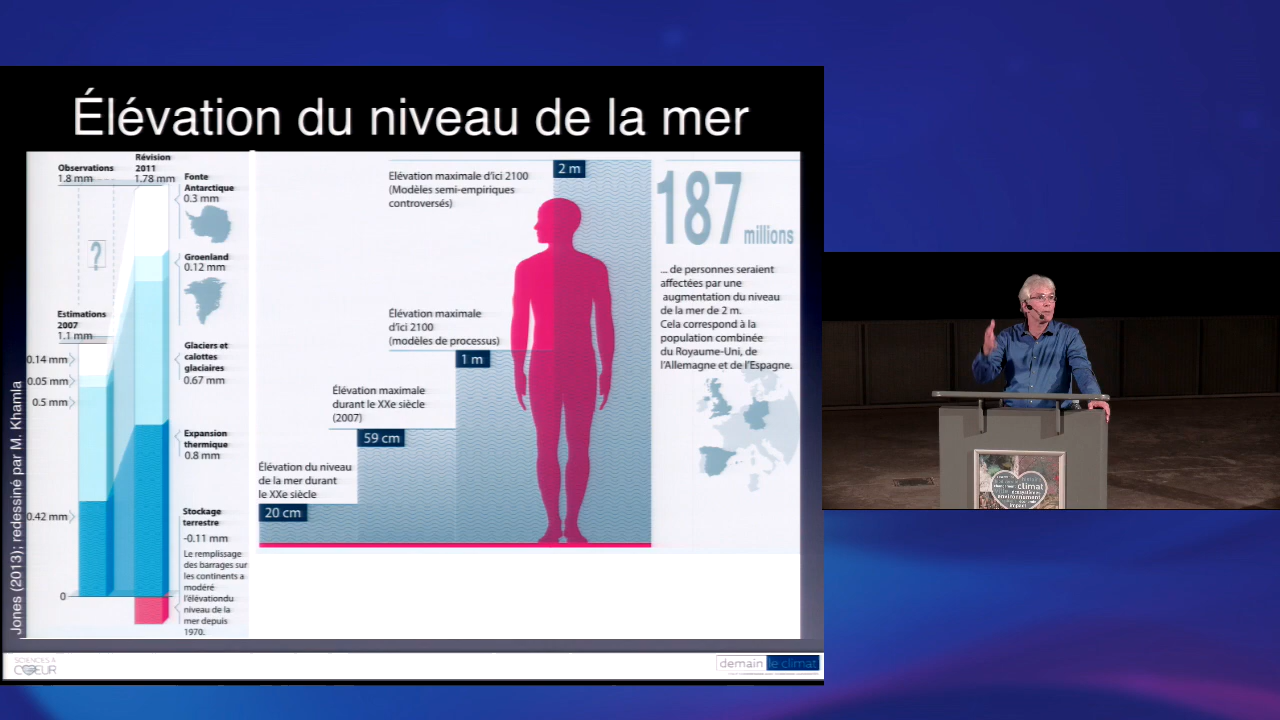 Élévation du niveau de la mer
Observations
1.8 mm
Révision
2011
1.78 mm
Fonte
Antarctique
0.3 mm
?
Groenland
0.12 mm
Estimations
2007
1.1 mm
0.14 mm
0.05 mm
0.5 mm
0.42 mm
0
Glaciers et
calottes
glaciaires
0.67 mm
Expansion
thermique
0.8 mm
Stockage
terrestre
-0.11 mm
Le remplissage
des barrages sur
les continents a
modéré
l'élévationdu
niveau de la
mer depuis
1970.
Elévation maximale d'ici 2100
(Modèles semi-empiriques
controversés)
2 m
Élévation maximale
d'ici 2100
(modèles de processus)
1 m
Élévation maximale
durant le XXe siècle
(2007)
59 cm
Élévation du niveau
de la mer durant
le XXe siècle
20 cm
187
millions
... de personnes seraient
affectées par une
augmentation du niveau
de la mer de 2 m.
Cela correspond à la
population combinée
du Royaume-Uni, de
l'Allemagne et de l'Espagne.
Jones (2013); redessiné par M. Khamla
SCIENCES À
CŒUR
demain le climat
climat
écosystèmes
environnement
impact